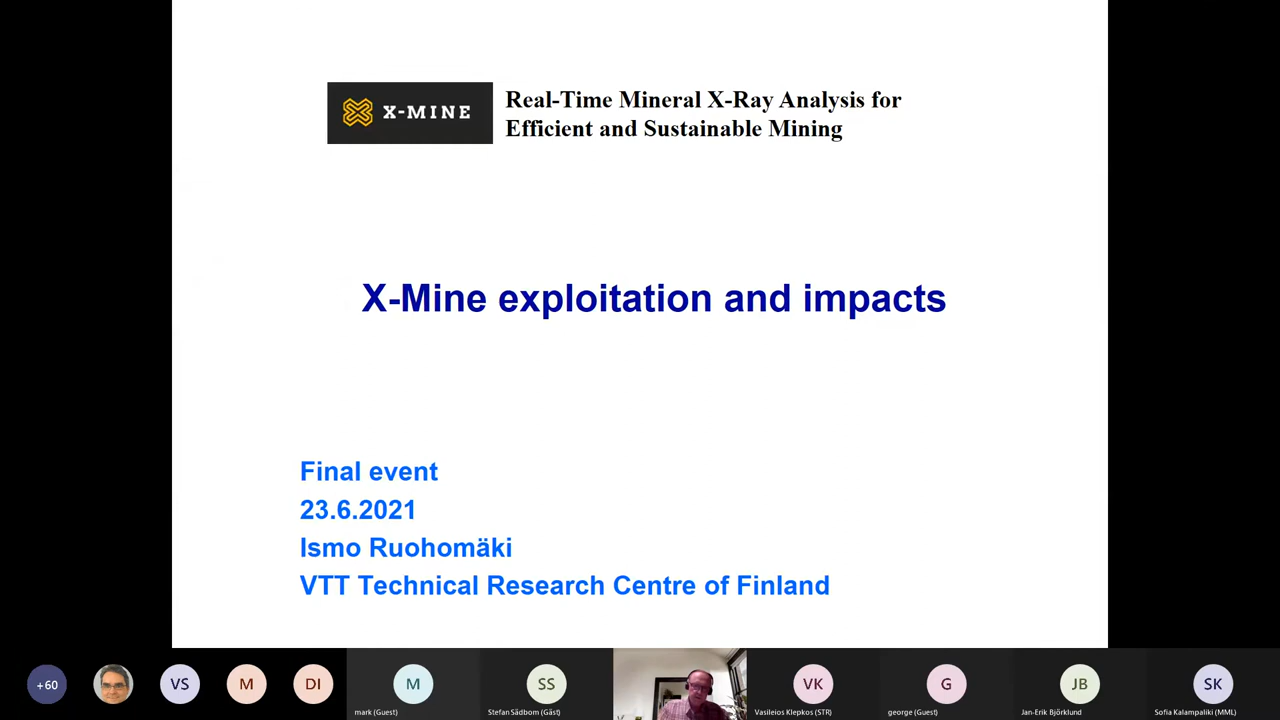 X-MINE
Real-Time Mineral X-Ray Analysis for
Efficient and Sustainable Mining
X-Mine exploitation and impacts
Final event
23.6.2021
Ismo Ruohomäki
VTT Technical Research Centre of Finland
+60
VS
M
DI
M
SS
VK
G
JB
SK
mark (Guest)
Stefan Sädbom (Gäst)
Vasileios Klepkos (STR)
george (Guest)
Jan-Erik Björklund
Sofia Kalampaliki (MML)